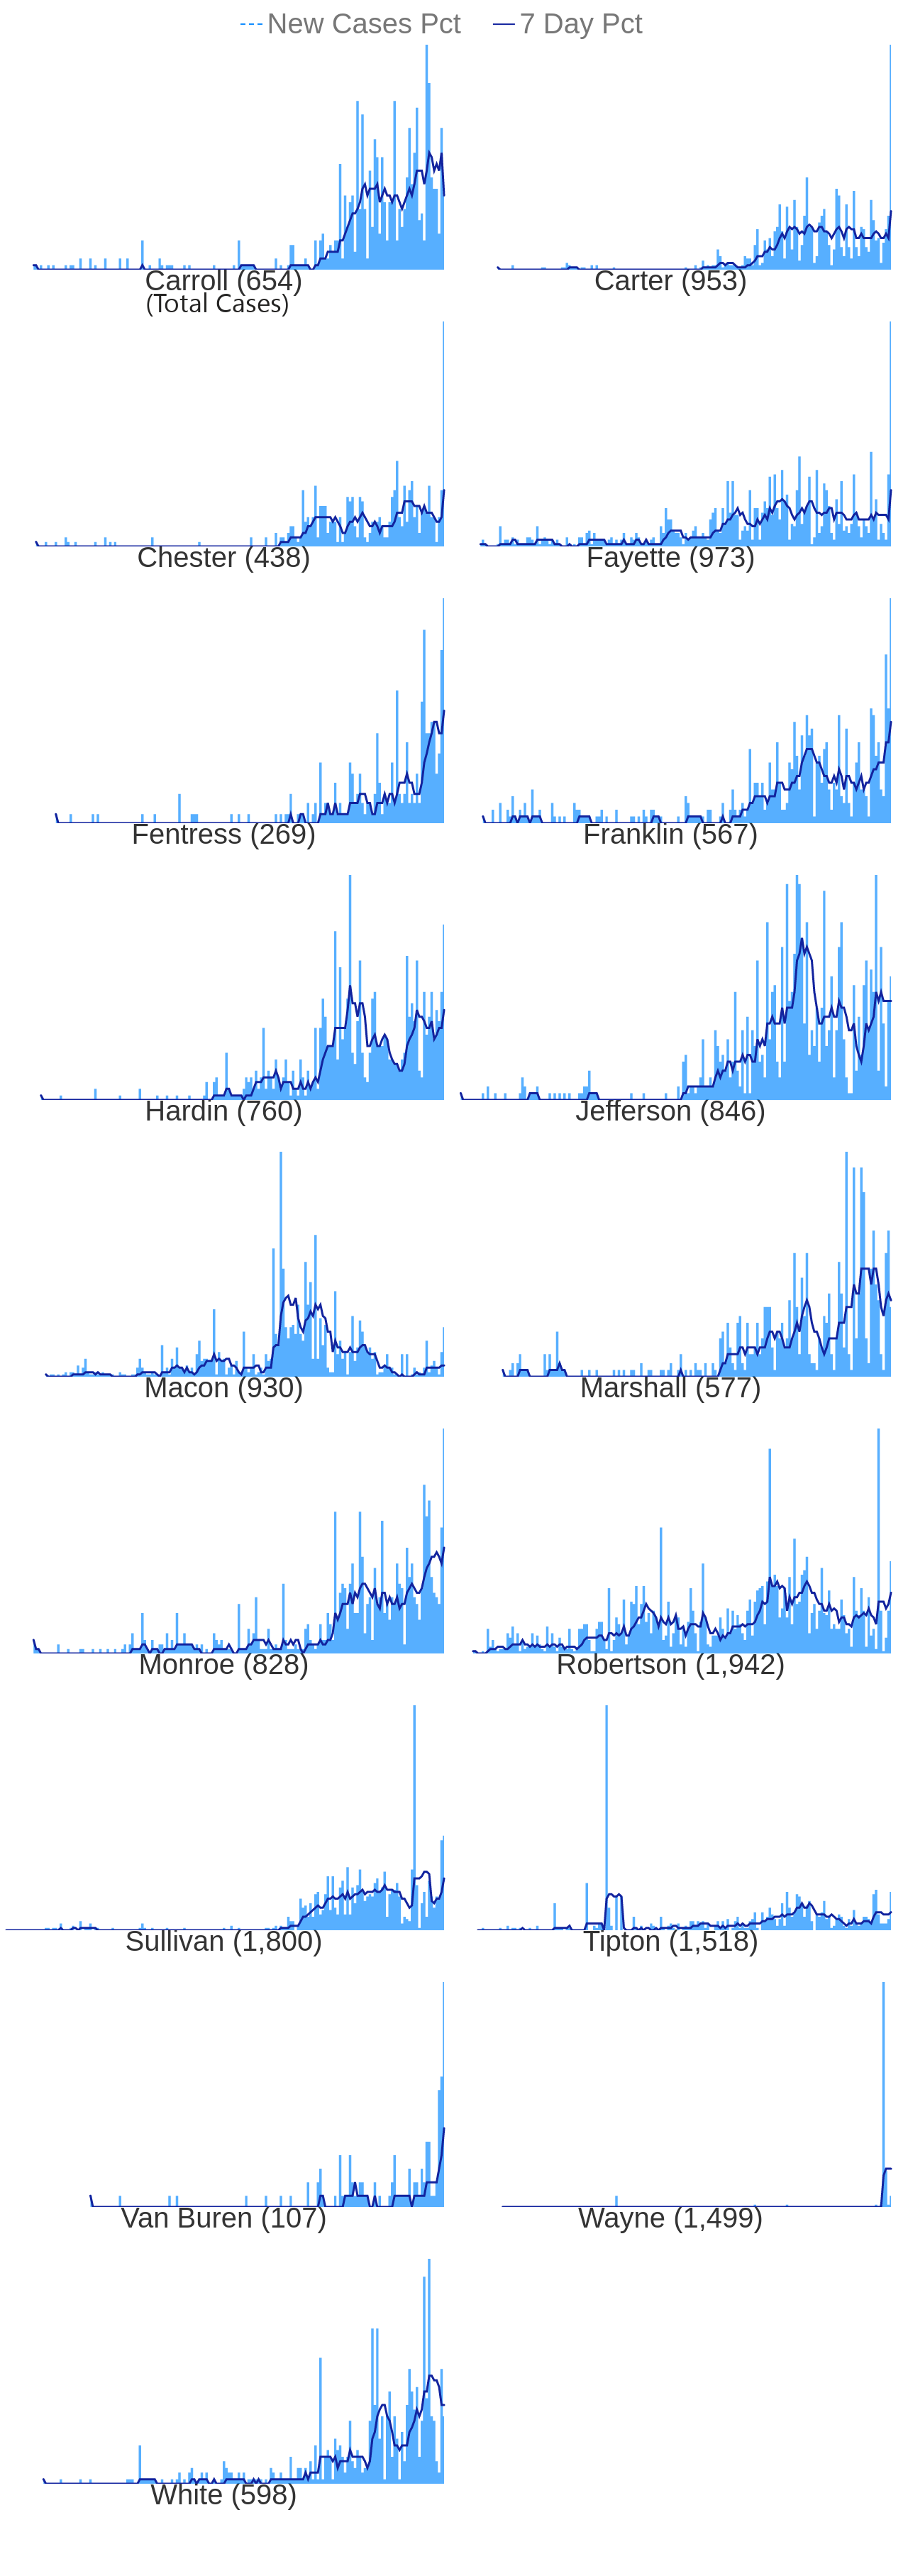 New Cases Pct 7 Day Pct
Carroll (654) Carter (953)
(Total Cases)
Chester (438) Fayette (973)
Fentress (269) Franklin (567)
Hardin (760) Jefferson (846)
Macon (930) Marshall (577)
Monroe (828) Robertson (1,942)
Sullivan (1,800) Tipton (1,518)
Van Buren (107) Wayne (1,499)
White (598)